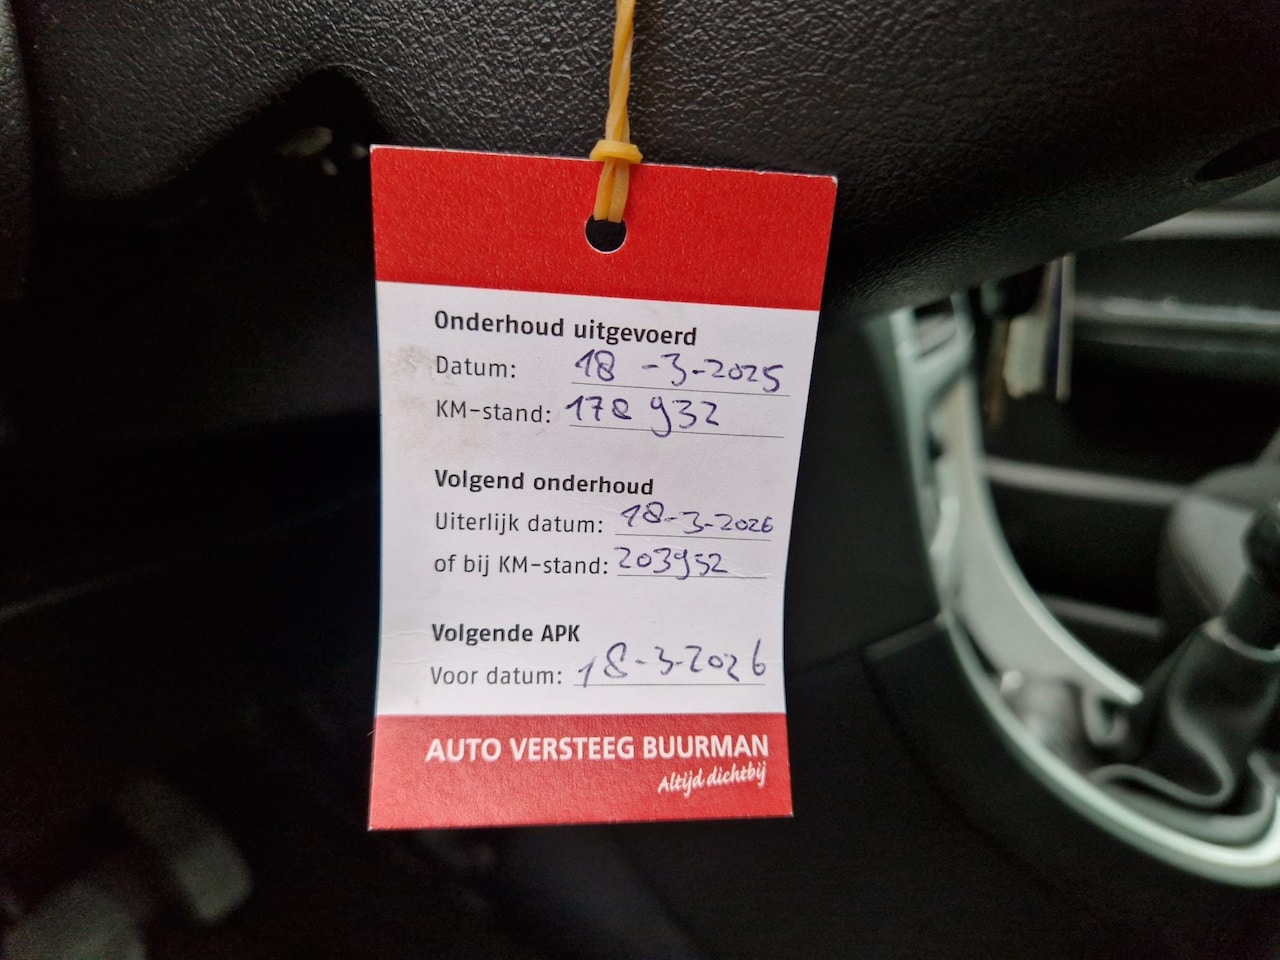 Onderhoud uitgevoerd
Datum: 18-3-2025
KM-stand: 178932
Volgend onderhoud
Uiterlijk datum: 18-3-2026
of bij KM-stand: 203952
Volgende APK
Voor datum: 18-3-2026
AUTO VERSTEEG BUURMAN
Altijd dichtbij